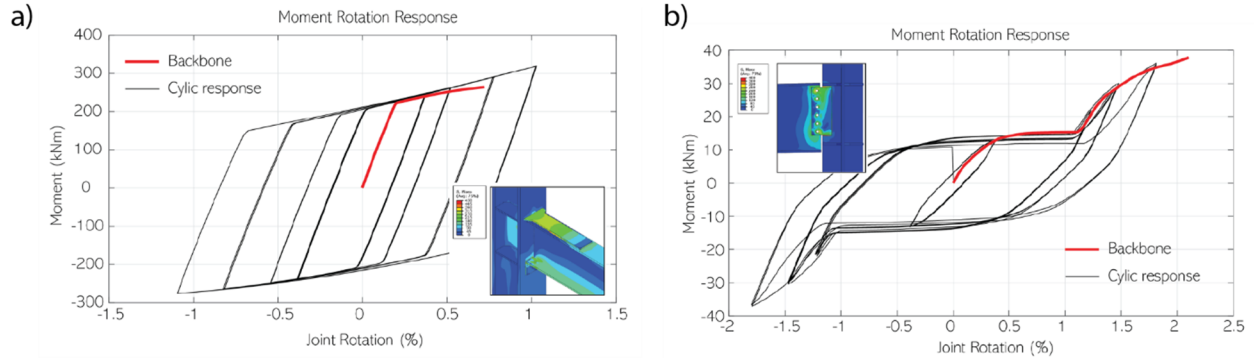 a)
Moment Rotation Response
400
300
200
100
0
-100
-200
-300
Moment (kNm)
Backbone
Cylic response
-1.5
-1
-0.5
0
0.5
1
1.5
Joint Rotation (%)
b)
Moment Rotation Response
40
30
20
10
0
-10
-20
-30
-40
Moment (kNm)
Backbone
Cylic response
-2
-1.5
-1
-0.5
0
0.5
1
1.5
2
2.5
Joint Rotation (%)